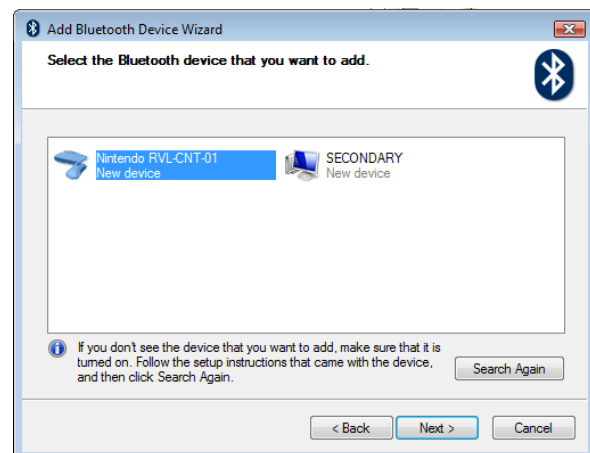 Add Bluetooth Device Wizard
Select the Bluetooth device that you want to add.
Nintendo RVL-CNT-01
New device
SECONDARY
New device
If you don't see the device that you want to add, make sure that it is
turned on. Follow the setup instructions that came with the device,
and then click Search Again.
Search Again
< Back
Next >
Cancel